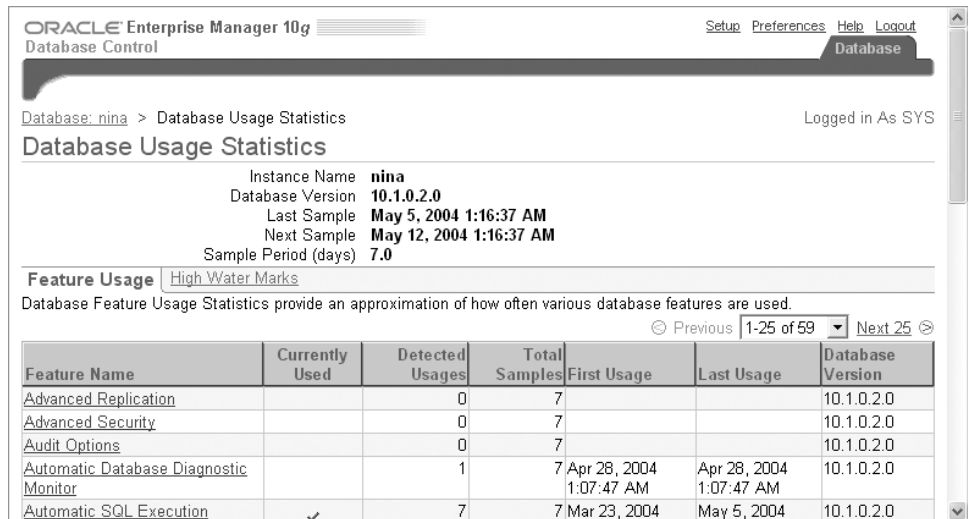 ORACLE Enterprise Manager 10g
Database Control
Setup Preferences Help Logout
Database
Database: nina > Database Usage Statistics
Logged in As SYS
Database Usage Statistics
Instance Name nina
Database Version 10.1.0.2.0
Last Sample May 5, 2004 1:16:37 AM
Next Sample May 12, 2004 1:16:37 AM
Sample Period (days) 7.0
Feature Usage High Water Marks
Database Feature Usage Statistics provide an approximation of how often various database features are used.
Previous 1-25 of 59 Next 25
Feature Name Currently Used Detected Usages Total Samples First Usage Last Usage Database Version
Advanced Replication 0 7 10.1.0.2.0
Advanced Security 0 7 10.1.0.2.0
Audit Options 0 7 10.1.0.2.0
Automatic Database Diagnostic Monitor 1 7 Apr 28, 2004 1:07:47 AM Apr 28, 2004 1:07:47 AM 10.1.0.2.0
Automatic SQL Execution ✓ 7 7 Mar 23, 2004 May 5, 2004 10.1.0.2.0